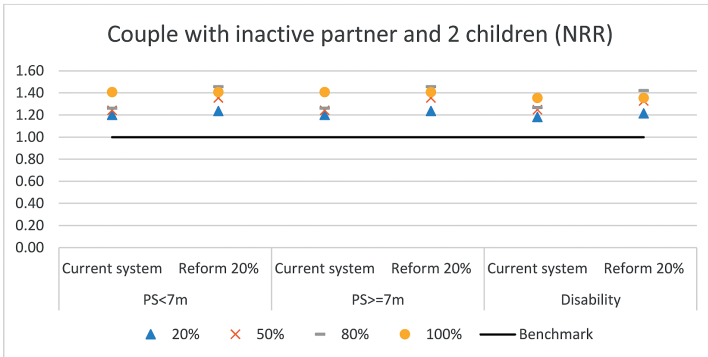 Couple with inactive partner and 2 children (NRR)
1.60
1.40
1.20
1.00
0.80
0.60
0.40
0.20
0.00
Current system Reform 20% Current system Reform 20% Current system Reform 20%
PS<7m PS>=7m Disability
20% 50% 80% 100% Benchmark